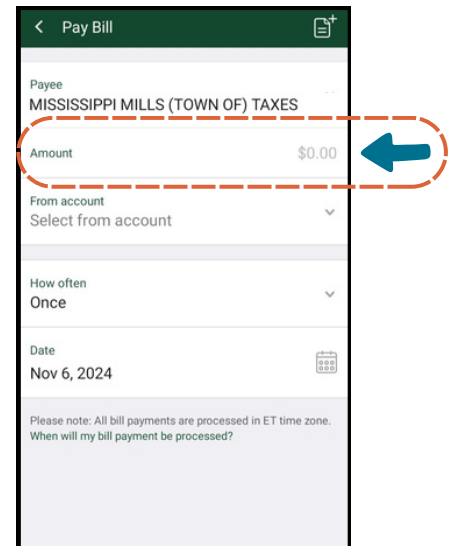 Pay Bill
Payee
MISSISSIPPI MILLS (TOWN OF) TAXES
Amount $0.00
From account
Select from account
How often
Once
Date
Nov 6, 2024
Please note: All bill payments are processed in ET time zone.
When will my bill payment be processed?